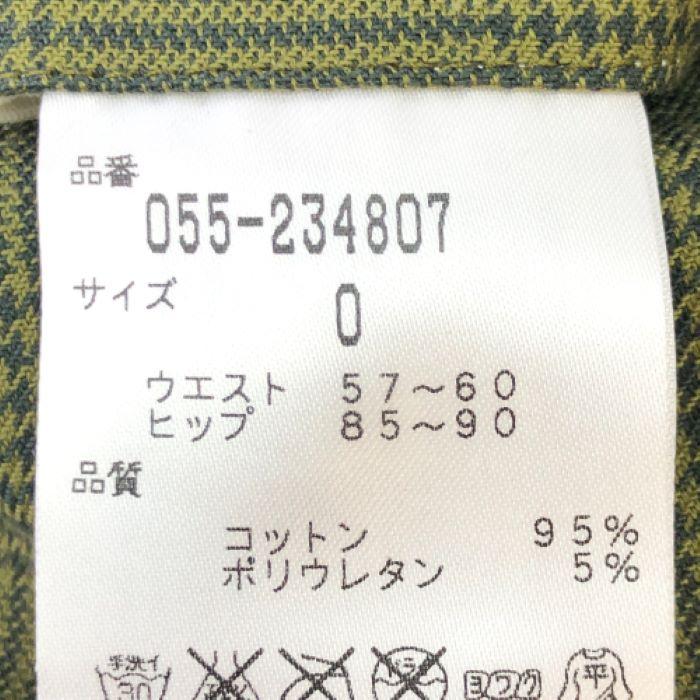 品番
055-234807
サイズ 0
ウエスト 57～60
ヒップ 85～90
品質
コットン 95%
ポリウレタン 5%
手洗イ
30
ヨワク
平